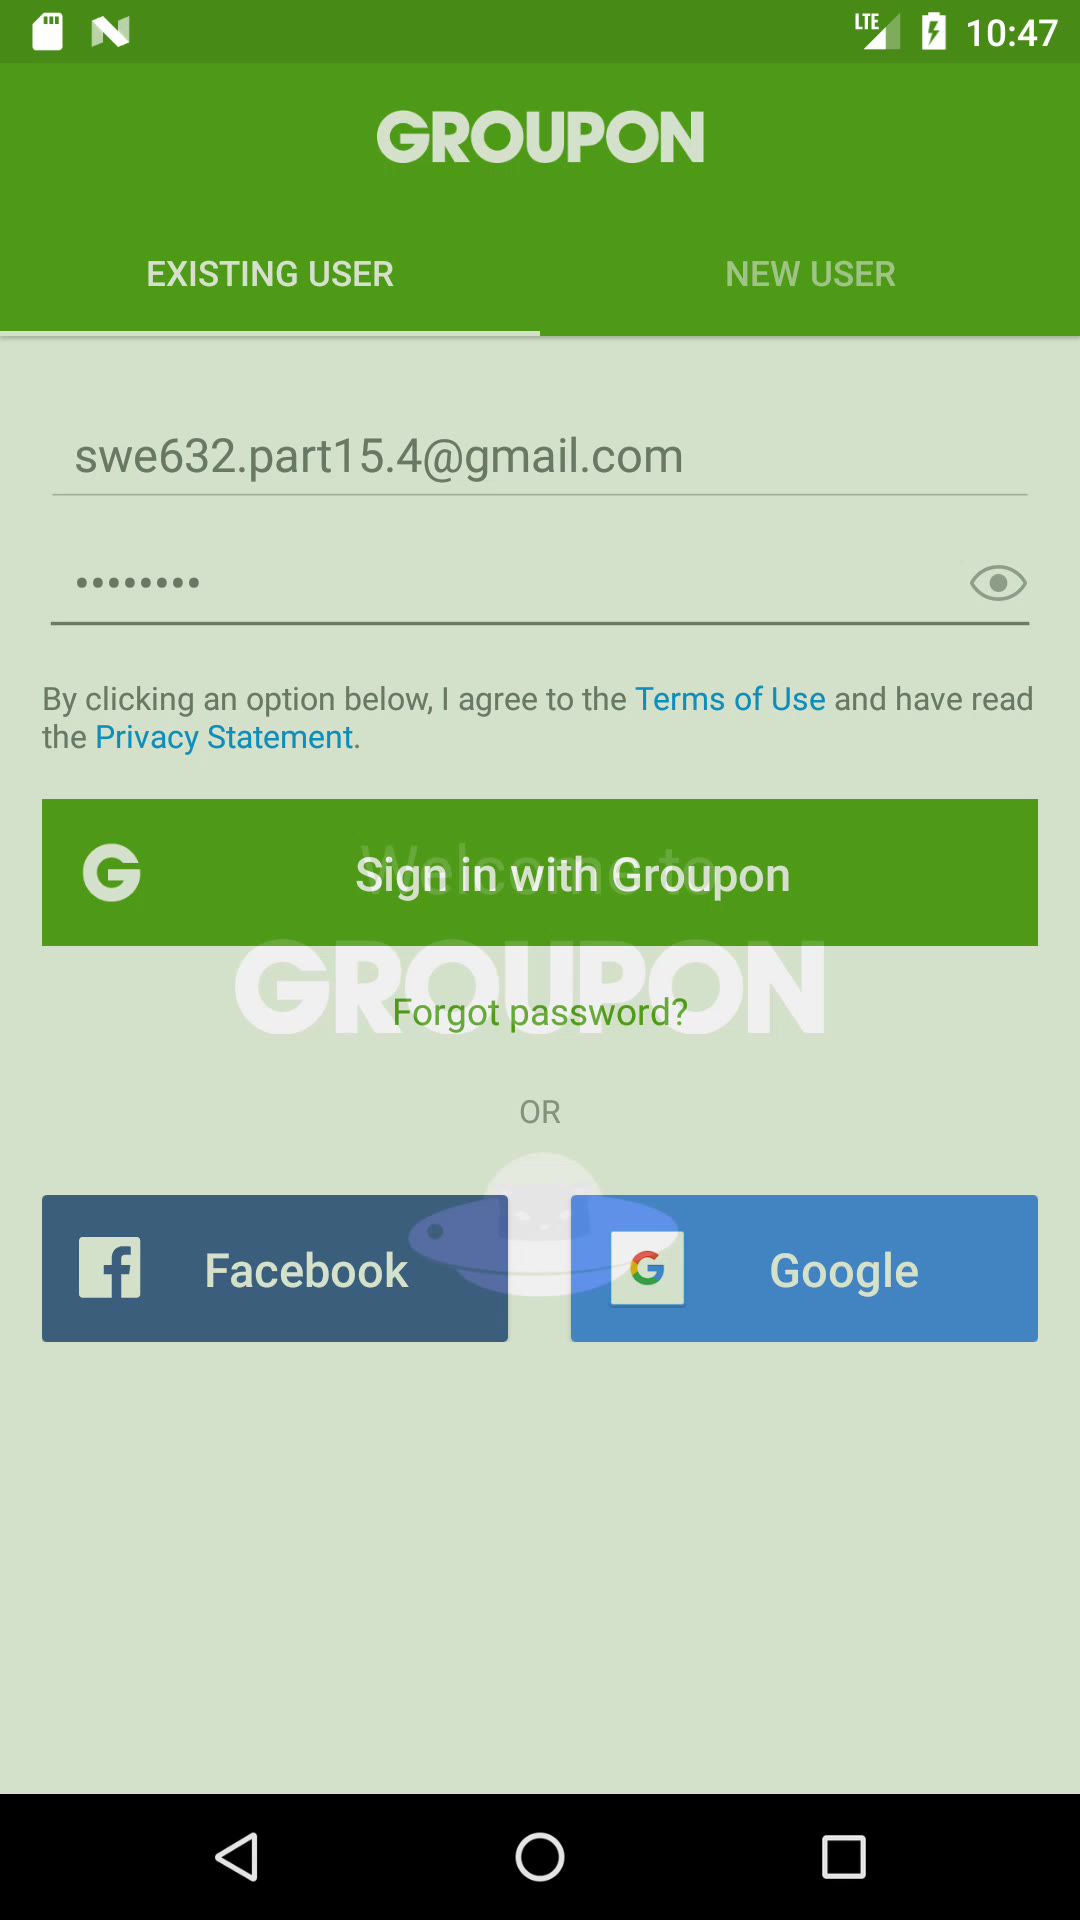 LTE 10:47
GROUPON
EXISTING USER NEW USER
swe632.part15.4@gmail.com
••••••••
By clicking an option below, I agree to the Terms of Use and have read
the Privacy Statement.
Welcome to
G Sign in with Groupon
GROUPON
Forgot password?
OR
f Facebook G Google